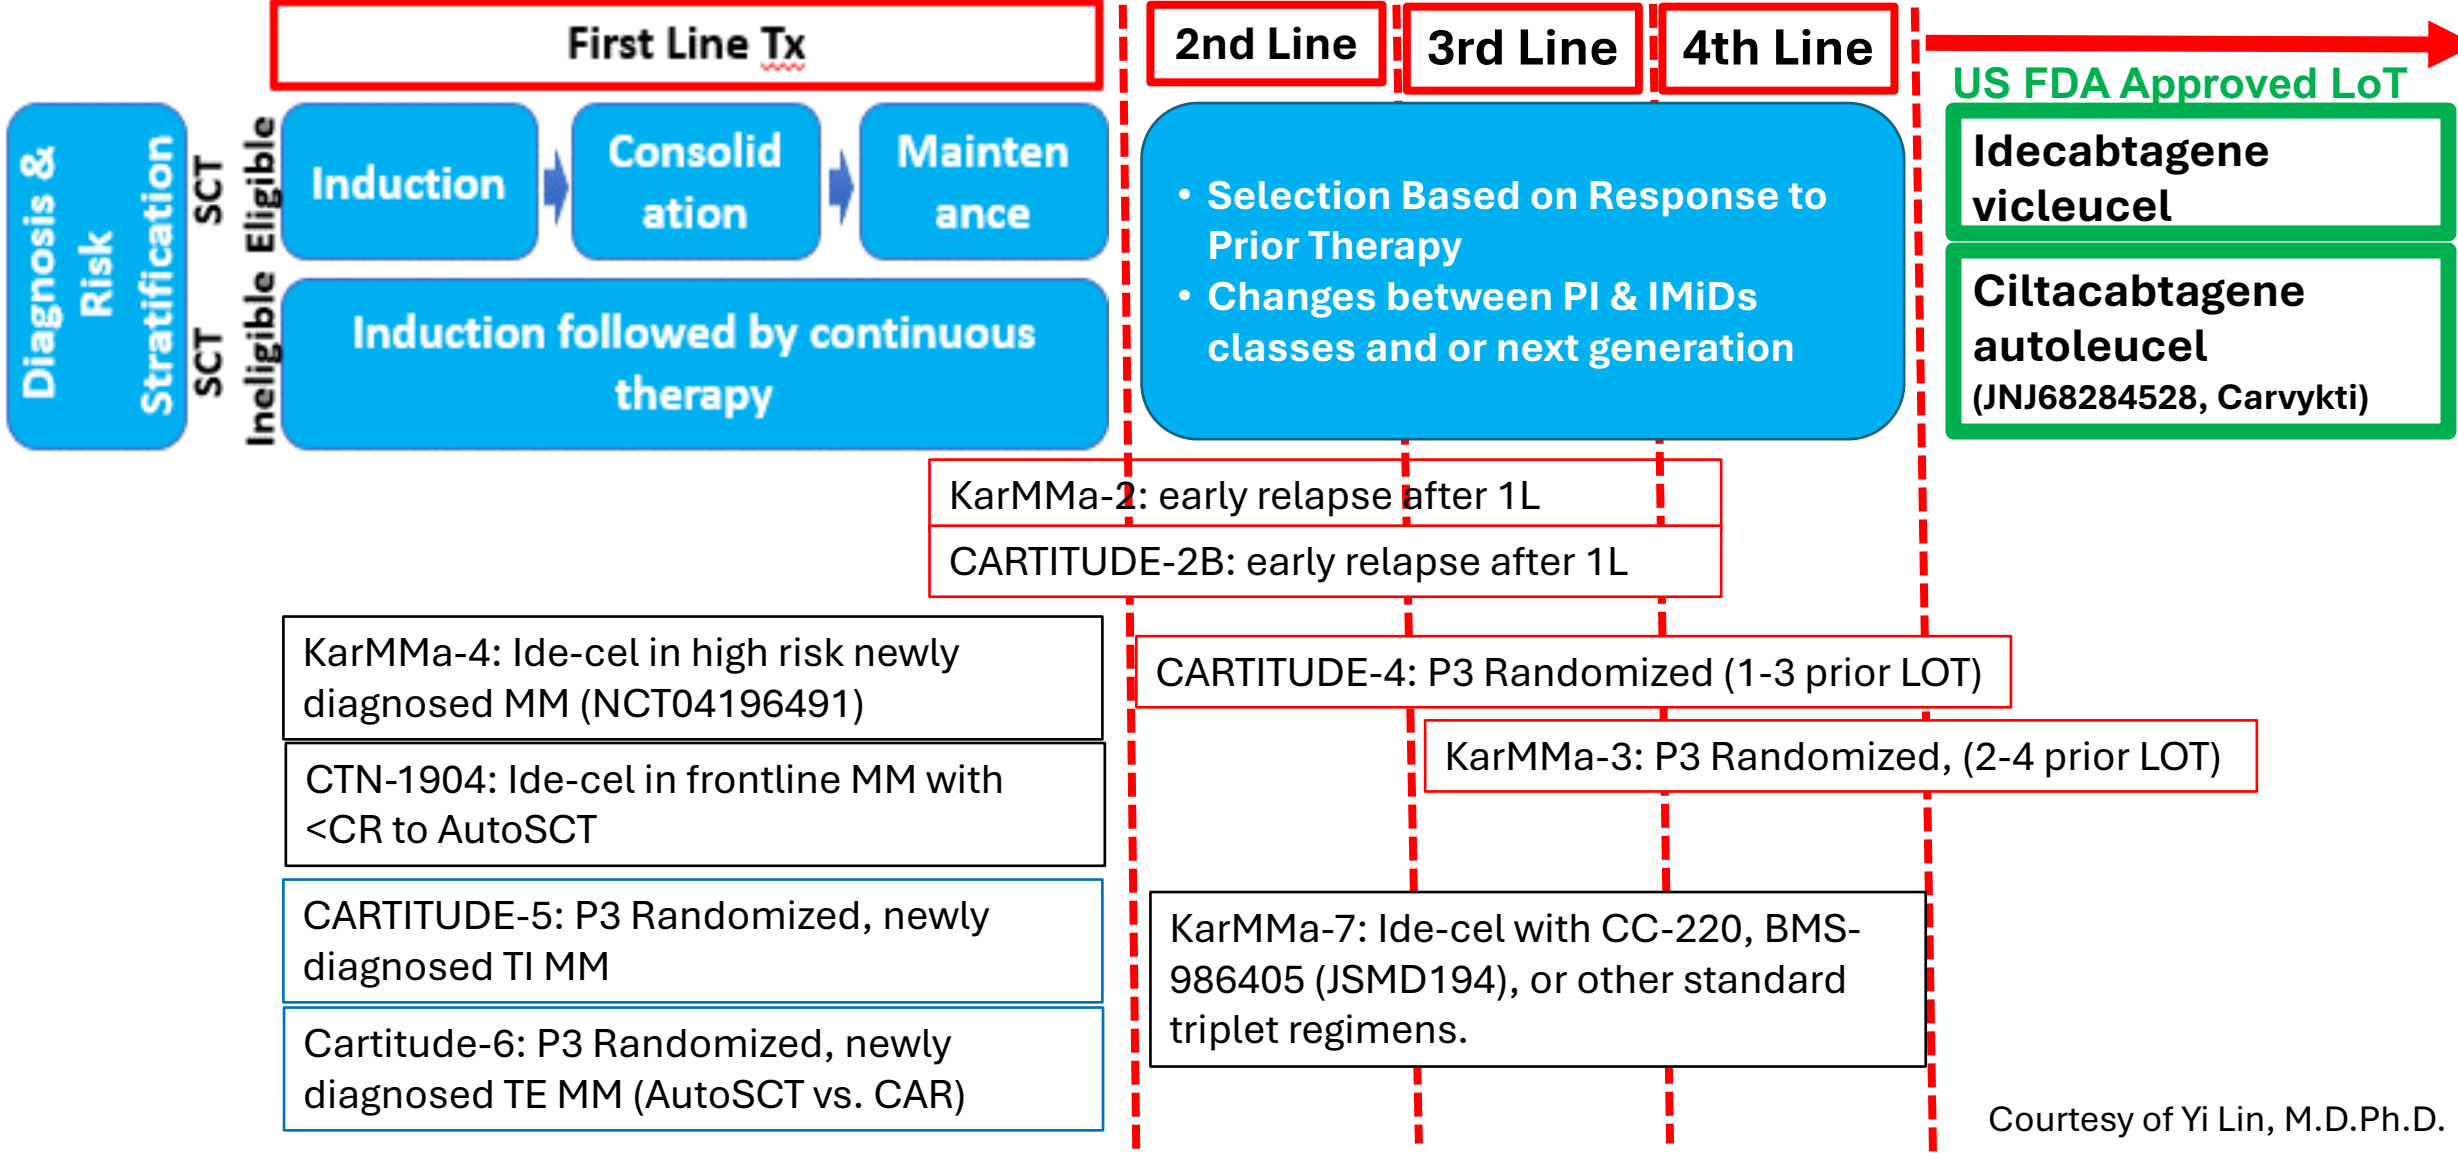 First Line Tx
2nd Line
3rd Line
4th Line
US FDA Approved LoT
Diagnosis &
Risk
Stratification
SCT
Eligible
SCT
Ineligible
Induction
Consolid
ation
Mainten
ance
Induction followed by continuous
therapy
• Selection Based on Response to
Prior Therapy
• Changes between PI & IMiDs
classes and or next generation
Idecabtagene
vicleucel
Ciltacabtagene
autoleucel
(JNJ68284528, Carvykti)
KarMMa-2: early relapse after 1L
CARTITUDE-2B: early relapse after 1L
KarMMa-4: Ide-cel in high risk newly
diagnosed MM (NCT04196491)
CTN-1904: Ide-cel in frontline MM with
<CR to AutoSCT
CARTITUDE-5: P3 Randomized, newly
diagnosed TI MM
Cartitude-6: P3 Randomized, newly
diagnosed TE MM (AutoSCT vs. CAR)
CARTITUDE-4: P3 Randomized (1-3 prior LOT)
KarMMa-3: P3 Randomized, (2-4 prior LOT)
KarMMa-7: Ide-cel with CC-220, BMS-
986405 (JSMD194), or other standard
triplet regimens.
Courtesy of Yi Lin, M.D.Ph.D.